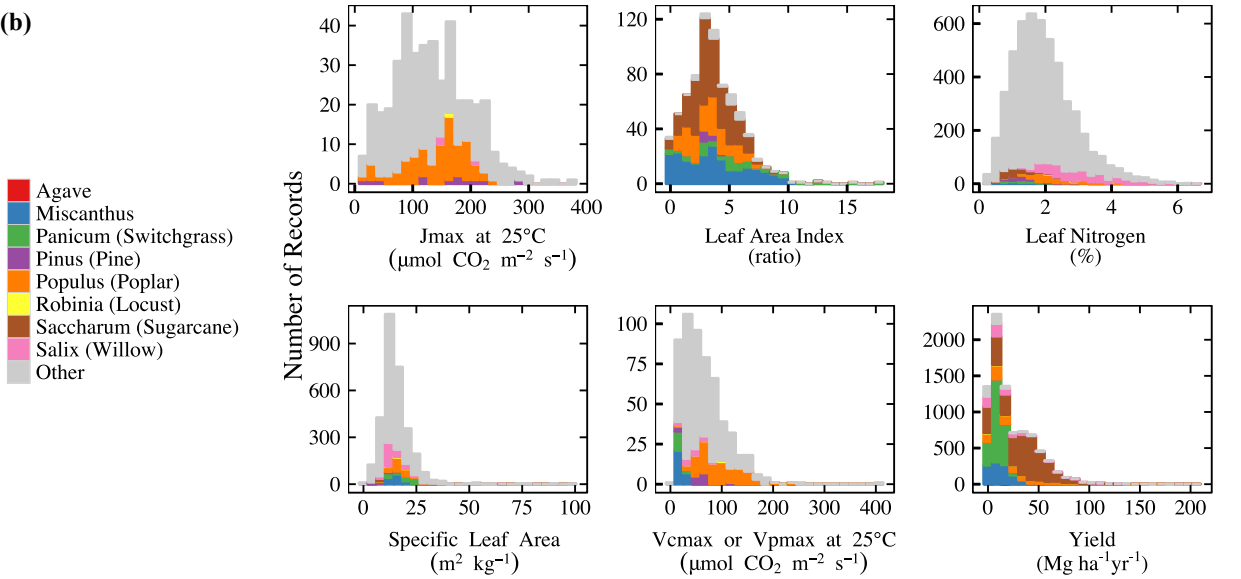 (b)
Agave
Miscanthus
Panicum (Switchgrass)
Pinus (Pine)
Populus (Poplar)
Robinia (Locust)
Saccharum (Sugarcane)
Salix (Willow)
Other
Number of Records
40
30
20
10
0
0 100 200 300 400
Jmax at 25°C
(μmol CO₂ m⁻² s⁻¹)
120
80
40
0
0 5 10 15
Leaf Area Index
(ratio)
600
400
200
0
0 2 4 6
Leaf Nitrogen
(%)
900
600
300
0
0 25 50 75 100
Specific Leaf Area
(m² kg⁻¹)
100
75
50
25
0
0 100 200 300 400
Vcmax or Vpmax at 25°C
(μmol CO₂ m⁻² s⁻¹)
2000
1500
1000
500
0
0 50 100 150 200
Yield
(Mg ha⁻¹yr⁻¹)